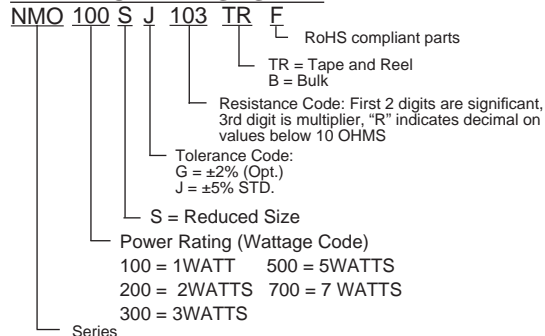 NMO 100 S J 103 TR F
RoHS compliant parts
TR = Tape and Reel
B = Bulk
Resistance Code: First 2 digits are significant,
3rd digit is multiplier, “R” indicates decimal on
values below 10 OHMS
Tolerance Code:
G = ±2% (Opt.)
J = ±5% STD.
S = Reduced Size
Power Rating (Wattage Code)
100 = 1WATT 500 = 5WATTS
200 = 2WATTS 700 = 7 WATTS
300 = 3WATTS
Series